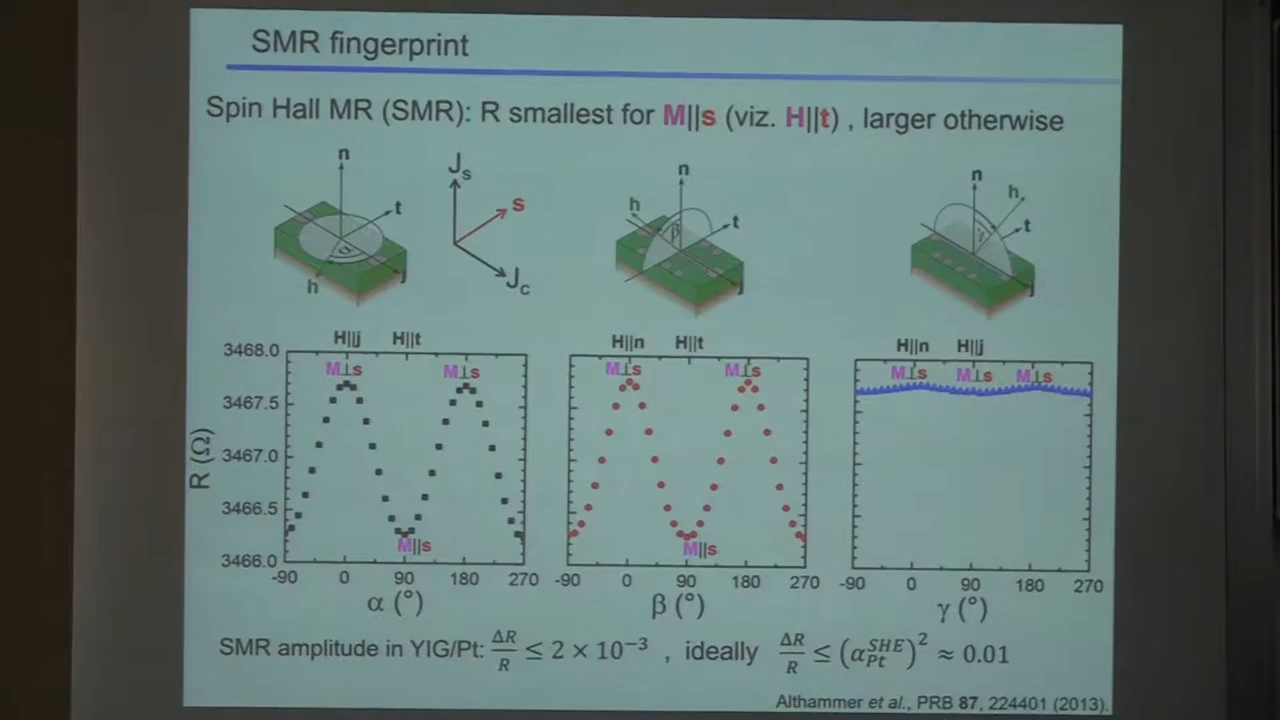 SMR fingerprint
Spin Hall MR (SMR): R smallest for M||s (viz. H||t) , larger otherwise
n
t
α
h
j
J_s
s
J_C
n
h
β
t
j
n
h
γ
t
j
H||j H||t
M⊥s M⊥s
M||s
3468.0
3467.5
3467.0
3466.5
3466.0
R (Ω)
-90 0 90 180 270
α (°)
H||n H||t
M⊥s M⊥s
M||s
-90 0 90 180 270
β (°)
H||n H||j
M⊥s M⊥s M⊥s
-90 0 90 180 270
γ (°)
SMR amplitude in YIG/Pt: ΔR/R ≤ 2 × 10⁻³ , ideally ΔR/R ≤ (α_Pt^SHE)² ≈ 0.01
Althammer et al., PRB 87, 224401 (2013).